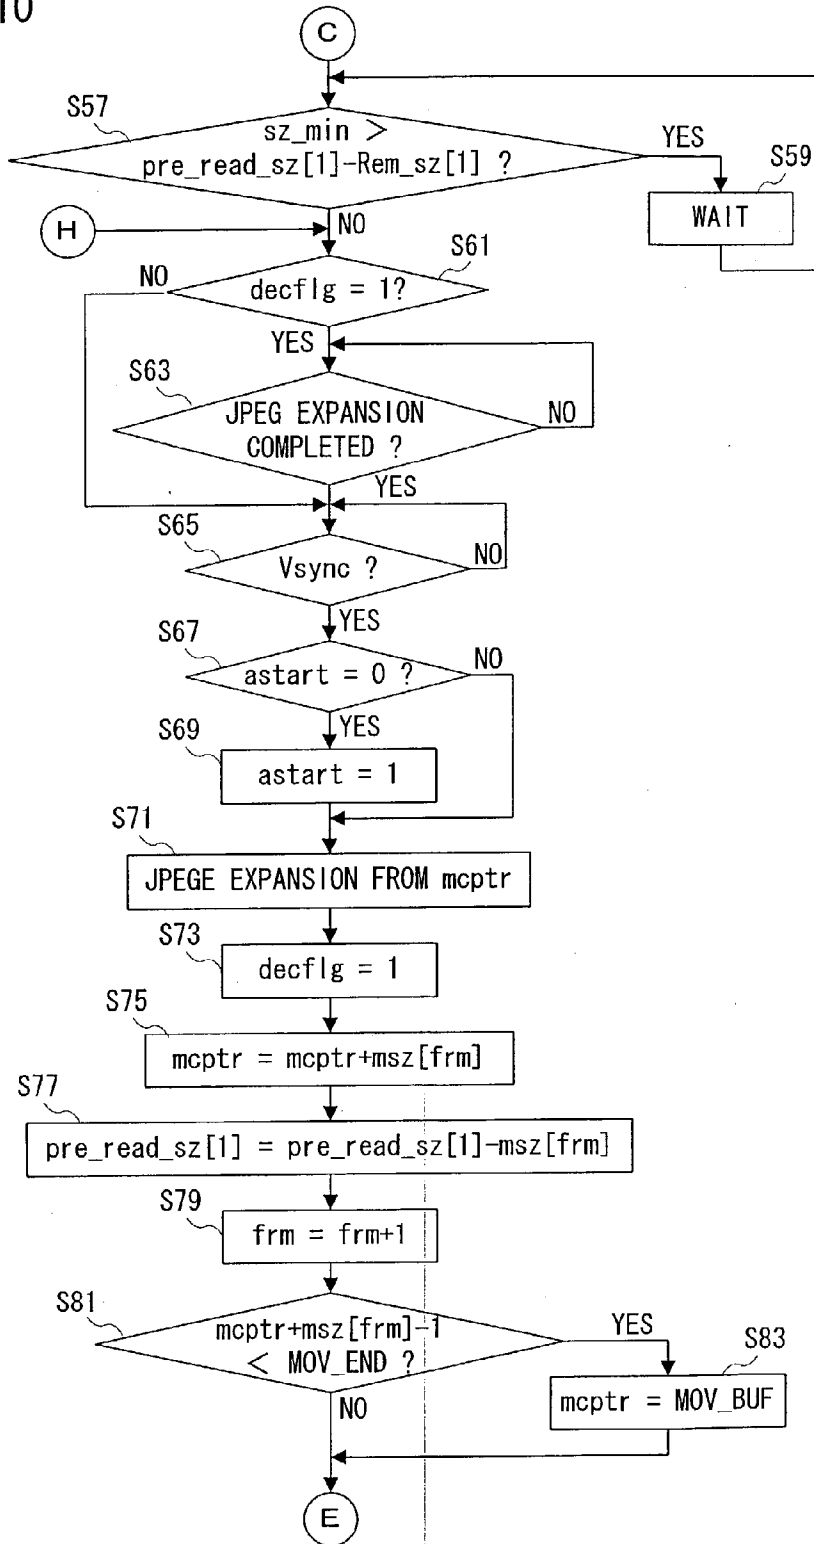 10
C
S57
sz_min >
pre_read_sz[1]-Rem_sz[1] ?
YES
S59
WAIT
H
NO
S61
NO
decflg = 1?
YES
S63
JPEG EXPANSION
COMPLETED ?
NO
YES
S65
Vsync ?
NO
YES
S67
astart = 0 ?
NO
YES
S69
astart = 1
S71
JPEGE EXPANSION FROM mcptr
S73
decflg = 1
S75
mcptr = mcptr+msz[frm]
S77
pre_read_sz[1] = pre_read_sz[1]-msz[frm]
S79
frm = frm+1
S81
mcptr+msz[frm]-1
< MOV_END ?
YES
S83
mcptr = MOV_BUF
NO
E